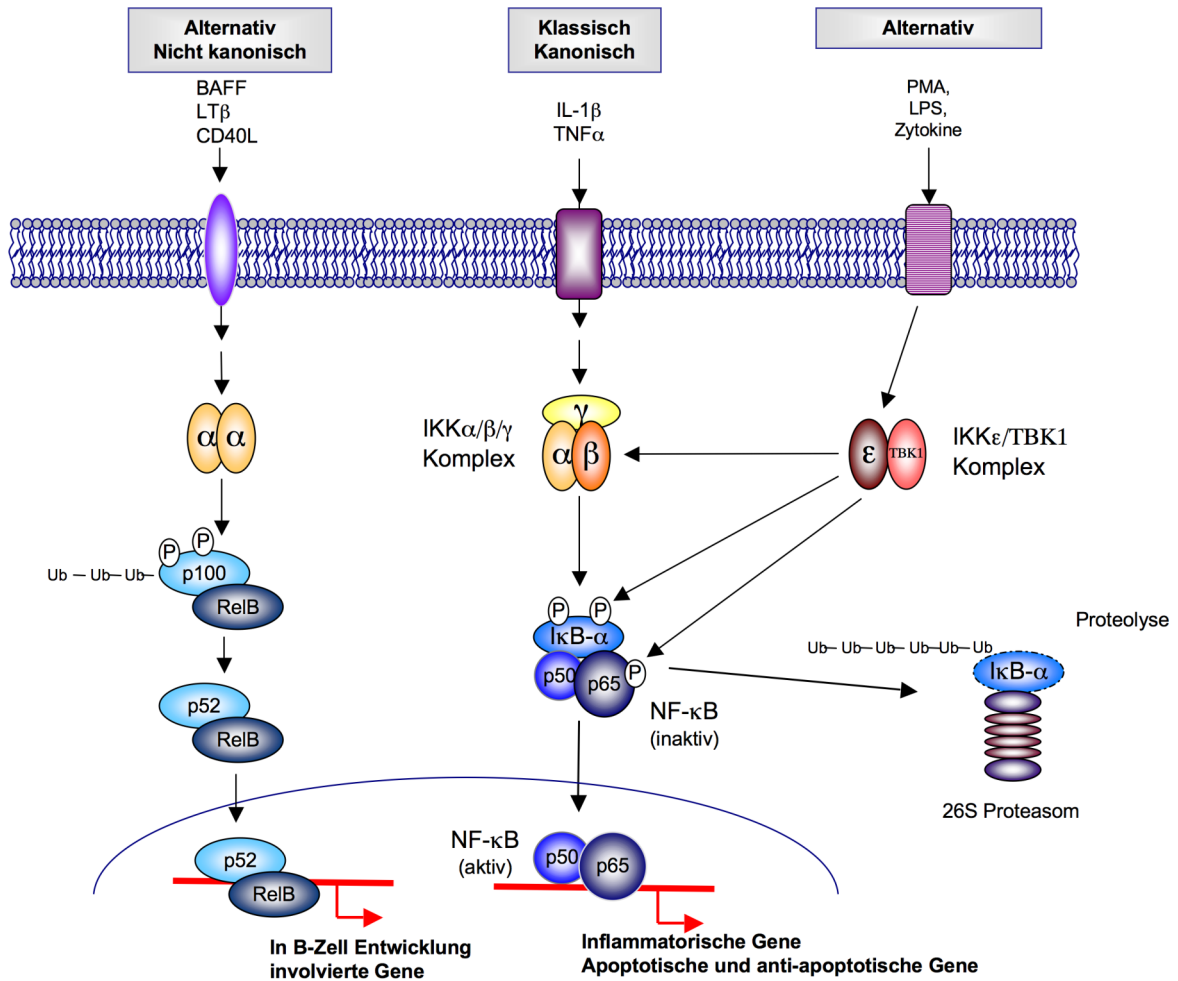 Alternativ
Nicht kanonisch
Klassisch
Kanonisch
Alternativ
BAFF
LTβ
CD40L
IL-1β
TNFα
PMA,
LPS,
Zytokine
α α
IKKα/β/γ
Komplex
γ
α β
ε TBK1
IKKε/TBK1
Komplex
P P
Ub – Ub – Ub – p100
RelB
P P
IκB-α
p50 p65 P
NF-κB
(inaktiv)
Proteolyse
Ub – Ub – Ub – Ub – Ub – Ub
IκB-α
26S Proteasom
p52
RelB
p52
RelB
NF-κB
(aktiv)
p50 p65
In B-Zell Entwicklung
involvierte Gene
Inflammatorische Gene
Apoptotische und anti-apoptotische Gene